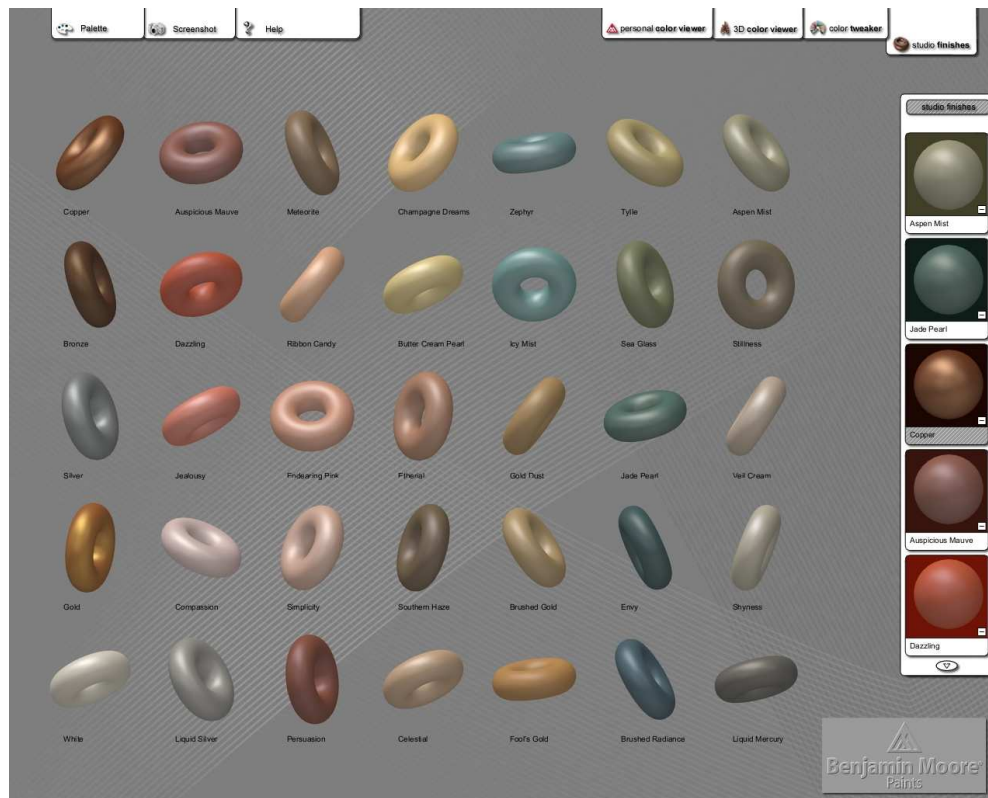 Palette
Screenshot
Help
personal color viewer
3D color viewer
color tweaker
studio finishes
studio finishes
Copper
Auspicious Mauve
Meteorite
Champagne Dreams
Zephyr
Tylie
Aspen Mist
Bronze
Dazzling
Ribbon Candy
Butter Cream Pearl
Icy Mist
Sea Glass
Stillness
Silver
Jealousy
Endearing Pink
Etherial
Gold Dust
Jade Pearl
Veil Cream
Gold
Compassion
Simplicity
Southern Haze
Brushed Gold
Envy
Shyness
White
Liquid Silver
Persuasion
Celestial
Fool's Gold
Brushed Radiance
Liquid Mercury
Aspen Mist
Jade Pearl
Copper
Auspicious Mauve
Dazzling
Benjamin Moore
Paints